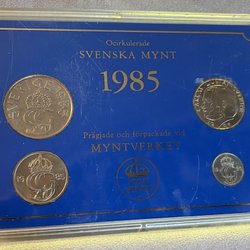 Ocirkulerade
SVENSKA MYNT
1985
Präglade och förpackade vid
MYNTVERKET